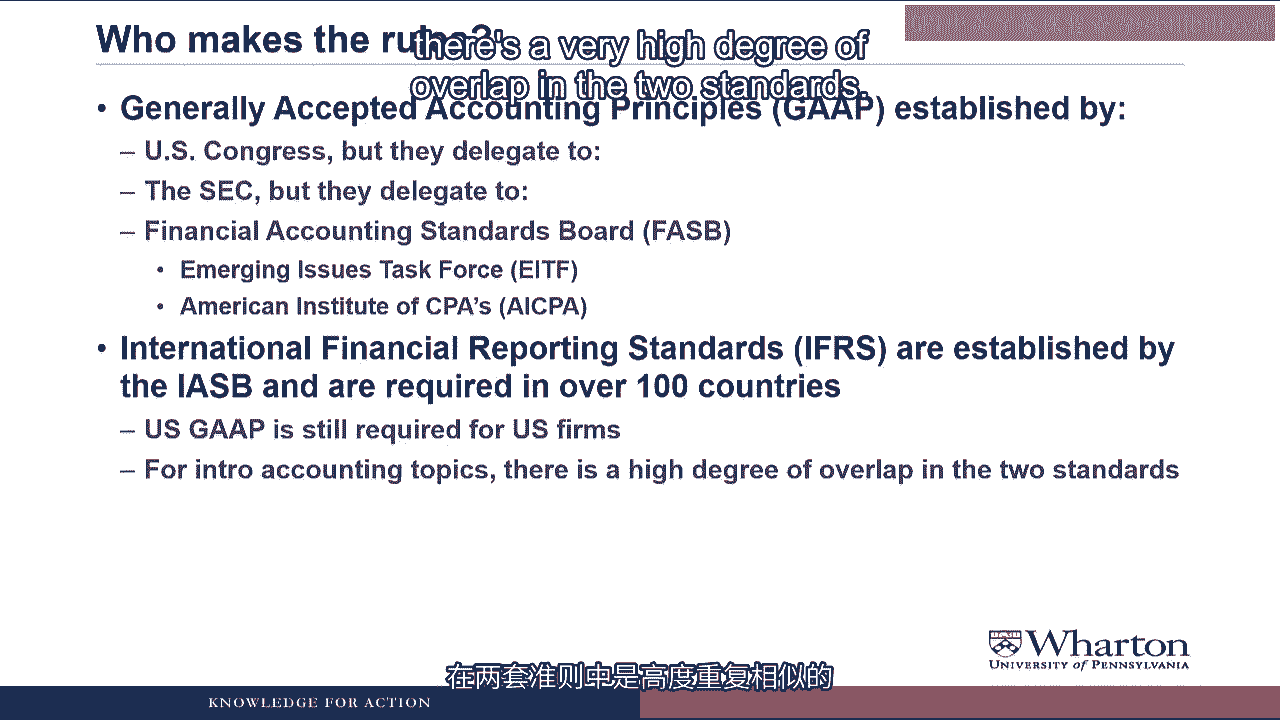 Who makes the rules?
there's a very high degree of
overlap in the two standards.
• Generally Accepted Accounting Principles (GAAP) established by:
– U.S. Congress, but they delegate to:
– The SEC, but they delegate to:
– Financial Accounting Standards Board (FASB)
• Emerging Issues Task Force (EITF)
• American Institute of CPA's (AICPA)
• International Financial Reporting Standards (IFRS) are established by
the IASB and are required in over 100 countries
– US GAAP is still required for US firms
– For intro accounting topics, there is a high degree of overlap in the two standards
Wharton
UNIVERSITY of PENNSYLVANIA
在两套准则中是高度重复相似的
KNOWLEDGE FOR ACTION